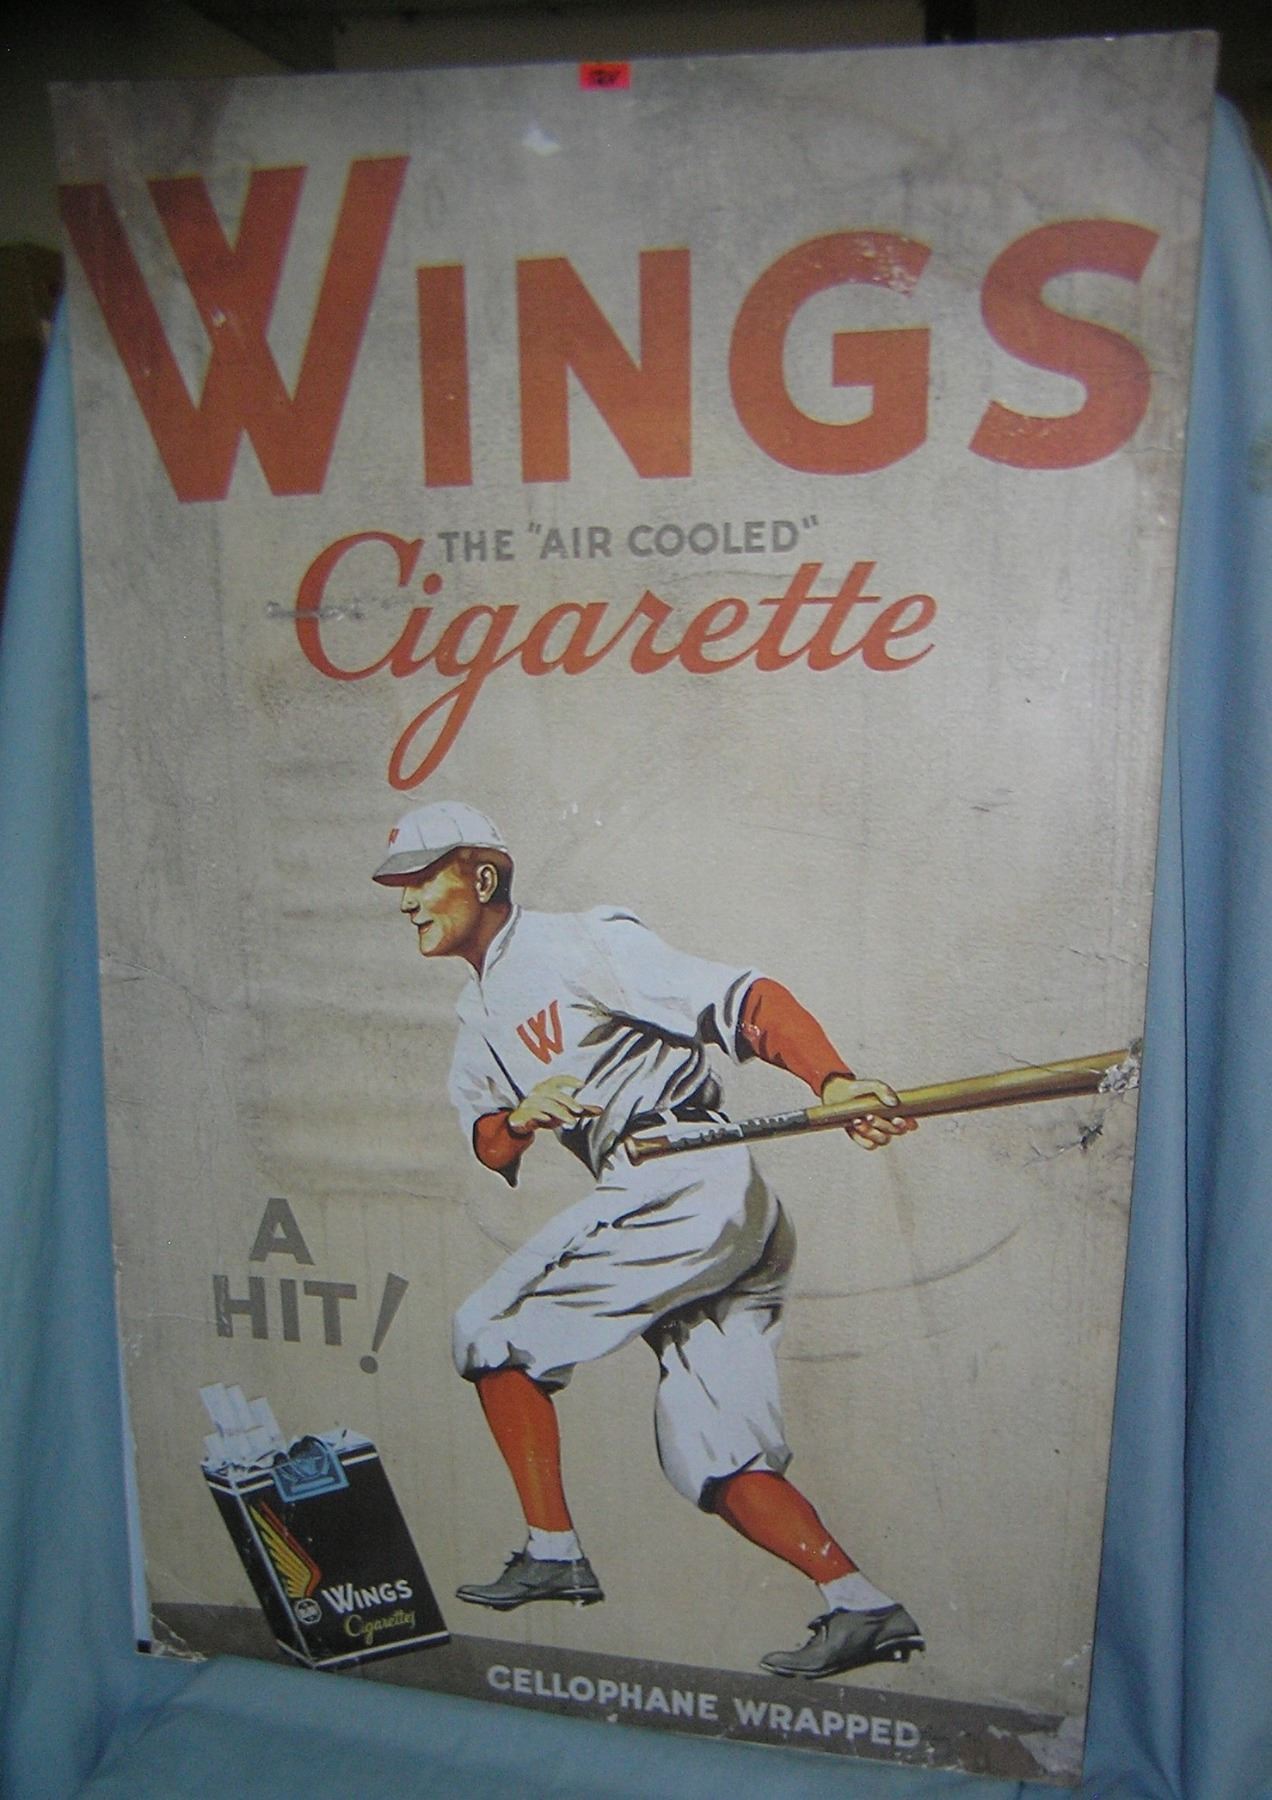 WINGS
THE "AIR COOLED"
Cigarette
W
W
A
HIT!
WINGS
Cigarettes
CELLOPHANE WRAPPED